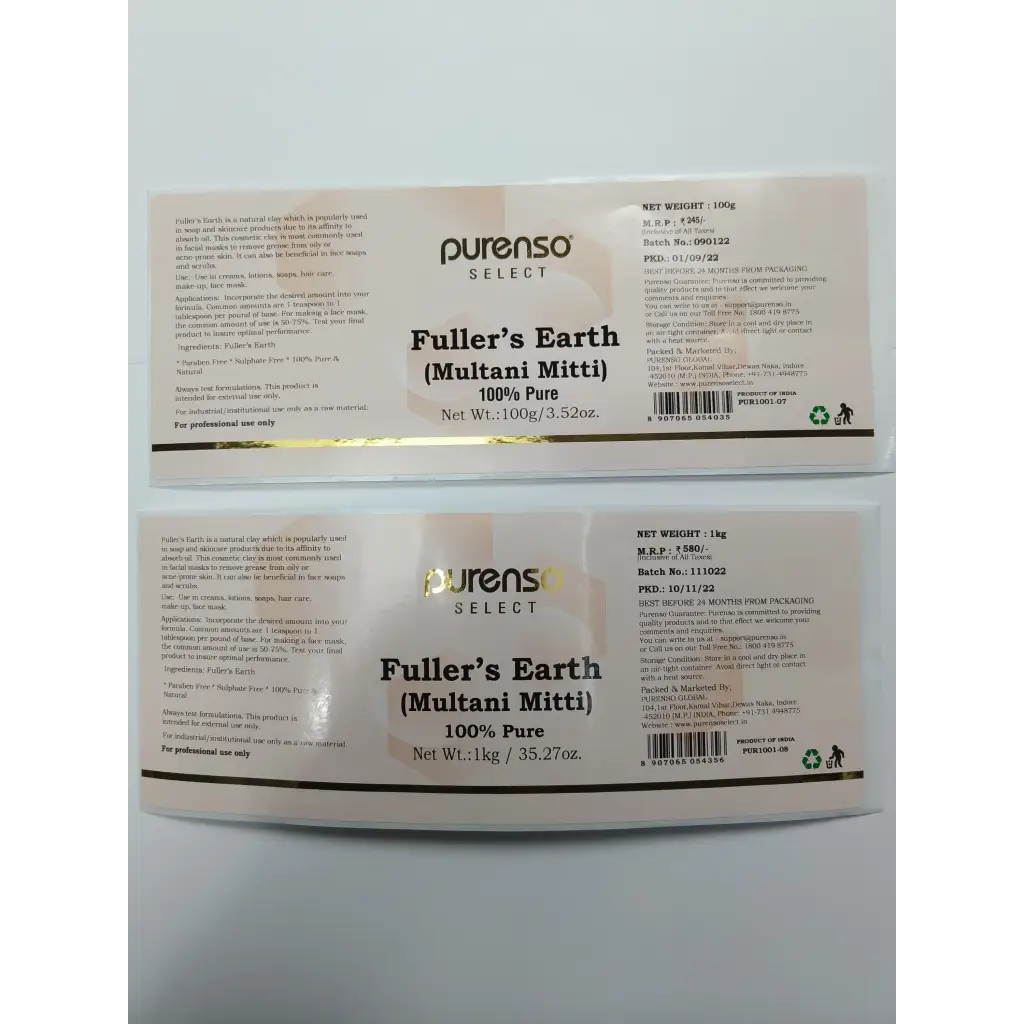 Fuller's Earth is a natural clay which is popularly used
in soap and skincare products due to its affinity to
absorb oil. This cosmetic clay is most commonly used
in facial masks to remove grease from oily or
acne-prone skin. It can also be beneficial in face soaps
and scrubs.
Use: Use in creams, lotions, soaps, hair care,
make-up, face mask.
Applications: Incorporate the desired amount into your
formula. Common amounts are 1 teaspoon to 1
tablespoon per pound of base. For making a face mask,
the common amount of use is 50-75%. Test your final
product to insure optimal performance.
Ingredients: Fuller's Earth
* Paraben Free * Sulphate Free * 100% Pure &
Natural
Always test formulations. This product is
intended for external use only.
For industrial/institutional use only as a raw material.
For professional use only
purenso®
SELECT
Fuller's Earth
(Multani Mitti)
100% Pure
Net Wt.:100g/3.52oz.
NET WEIGHT : 100g
M.R.P : ₹ 245/-
(Inclusive of All Taxes)
Batch No.: 090122
PKD.: 01/09/22
BEST BEFORE 24 MONTHS FROM PACKAGING
Purenso Guarantee: Purenso is committed to providing
quality products and to that effect we welcome your
comments and enquiries.
You can write to us at - support@purenso.in
or Call us on our Toll Free No.: 1800 419 8775
Storage Condition: Store in a cool and dry place in
an air-tight container. Avoid direct light or contact
with a heat source.
Packed & Marketed By:
PURENSO GLOBAL
104,1st Floor,Kamal Vihar,Dewas Naka, Indore
-452010 (M.P.) INDIA, Phone: +91-731-4948775
Website : www.purensoselect.in
8 907065 054035
PRODUCT OF INDIA
PUR1001-07
Fuller's Earth is a natural clay which is popularly used
in soap and skincare products due to its affinity to
absorb oil. This cosmetic clay is most commonly used
in facial masks to remove grease from oily or
acne-prone skin. It can also be beneficial in face soaps
and scrubs.
Use: Use in creams, lotions, soaps, hair care,
make-up, face mask.
Applications: Incorporate the desired amount into your
formula. Common amounts are 1 teaspoon to 1
tablespoon per pound of base. For making a face mask,
the common amount of use is 50-75%. Test your final
product to insure optimal performance.
Ingredients: Fuller's Earth
* Paraben Free * Sulphate Free * 100% Pure &
Natural
Always test formulations. This product is
intended for external use only.
For industrial/institutional use only as a raw material.
For professional use only
purenso
SELECT
Fuller's Earth
(Multani Mitti)
100% Pure
Net Wt.:1kg / 35.27oz.
NET WEIGHT : 1kg
M.R.P : ₹ 580/-
(Inclusive of All Taxes)
Batch No.: 111022
PKD.: 10/11/22
BEST BEFORE 24 MONTHS FROM PACKAGING
Purenso Guarantee: Purenso is committed to providing
quality products and to that effect we welcome your
comments and enquiries.
You can write to us at - support@purenso.in
or Call us on our Toll Free No.: 1800 419 8775
Storage Condition: Store in a cool and dry place in
an air-tight container. Avoid direct light or contact
with a heat source.
Packed & Marketed By:
PURENSO GLOBAL
104,1st Floor,Kamal Vihar,Dewas Naka, Indore
-452010 (M.P.) INDIA, Phone: +91-731-4948775
Website : www.purensoselect.in
8 907065 054356
PRODUCT OF INDIA
PUR1001-08